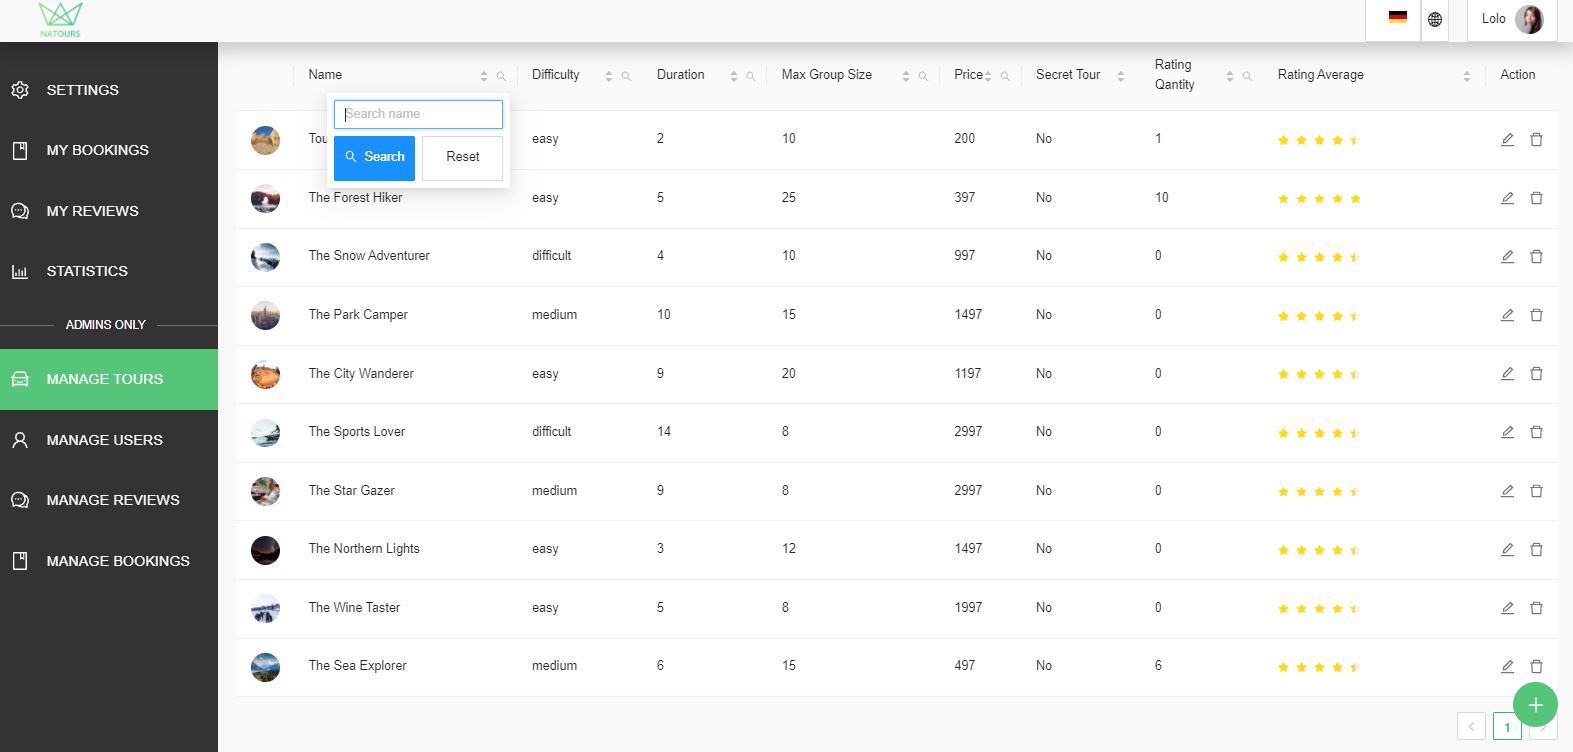 NATOURS
Lolo
SETTINGS
MY BOOKINGS
MY REVIEWS
STATISTICS
ADMINS ONLY
MANAGE TOURS
MANAGE USERS
MANAGE REVIEWS
MANAGE BOOKINGS
Name Difficulty Duration Max Group Size Price Secret Tour Rating Qantity Rating Average Action
Search name
Search Reset
Tou easy 2 10 200 No 1
The Forest Hiker easy 5 25 397 No 10
The Snow Adventurer difficult 4 10 997 No 0
The Park Camper medium 10 15 1497 No 0
The City Wanderer easy 9 20 1197 No 0
The Sports Lover difficult 14 8 2997 No 0
The Star Gazer medium 9 8 2997 No 0
The Northern Lights easy 3 12 1497 No 0
The Wine Taster easy 5 8 1997 No 0
The Sea Explorer medium 6 15 497 No 6
< 1 >
+